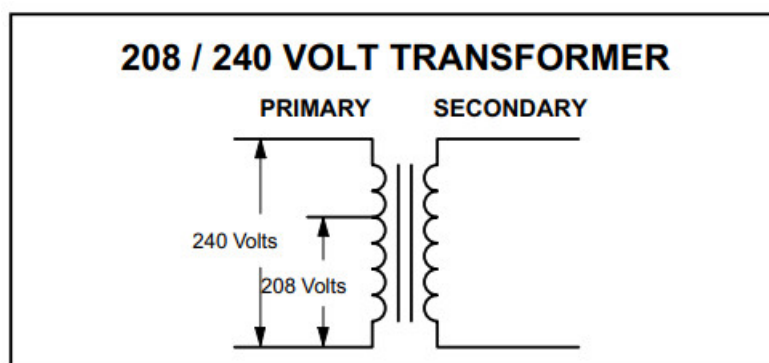 208 / 240 VOLT TRANSFORMER
PRIMARY SECONDARY
240 Volts
208 Volts